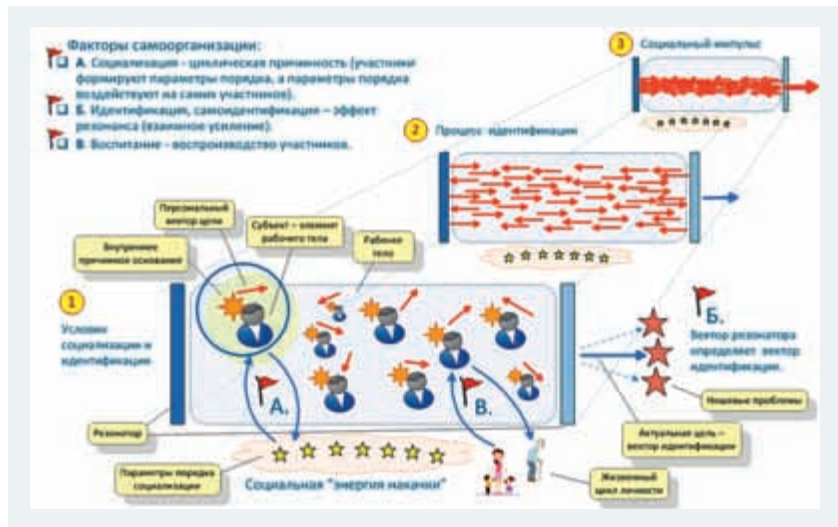 Факторы самоорганизации:
А. Социализация - циклическая причинность (участники
формируют параметры порядка, а параметры порядка
воздействуют на самих участников).
Б. Идентификация, самоидентификация – эффект
резонанса (взаимное усиление).
В. Воспитание - воспроизводство участников.
3 Социальный импульс
2 Процесс идентификации
Персональный
вектор цели
Субъект – элемент
рабочего тела
Рабочее
тело
Внутреннее
причинное основание
1
Условия
социализации и
идентификации
А.
В.
Б.
Вектор резонатора
определяет вектор
идентификации.
Нишевые проблемы
Резонатор
Актуальная цель –
вектор идентификации
Параметры порядка
социализации
Социальная "энергия накачки"
Жизненный
цикл личности